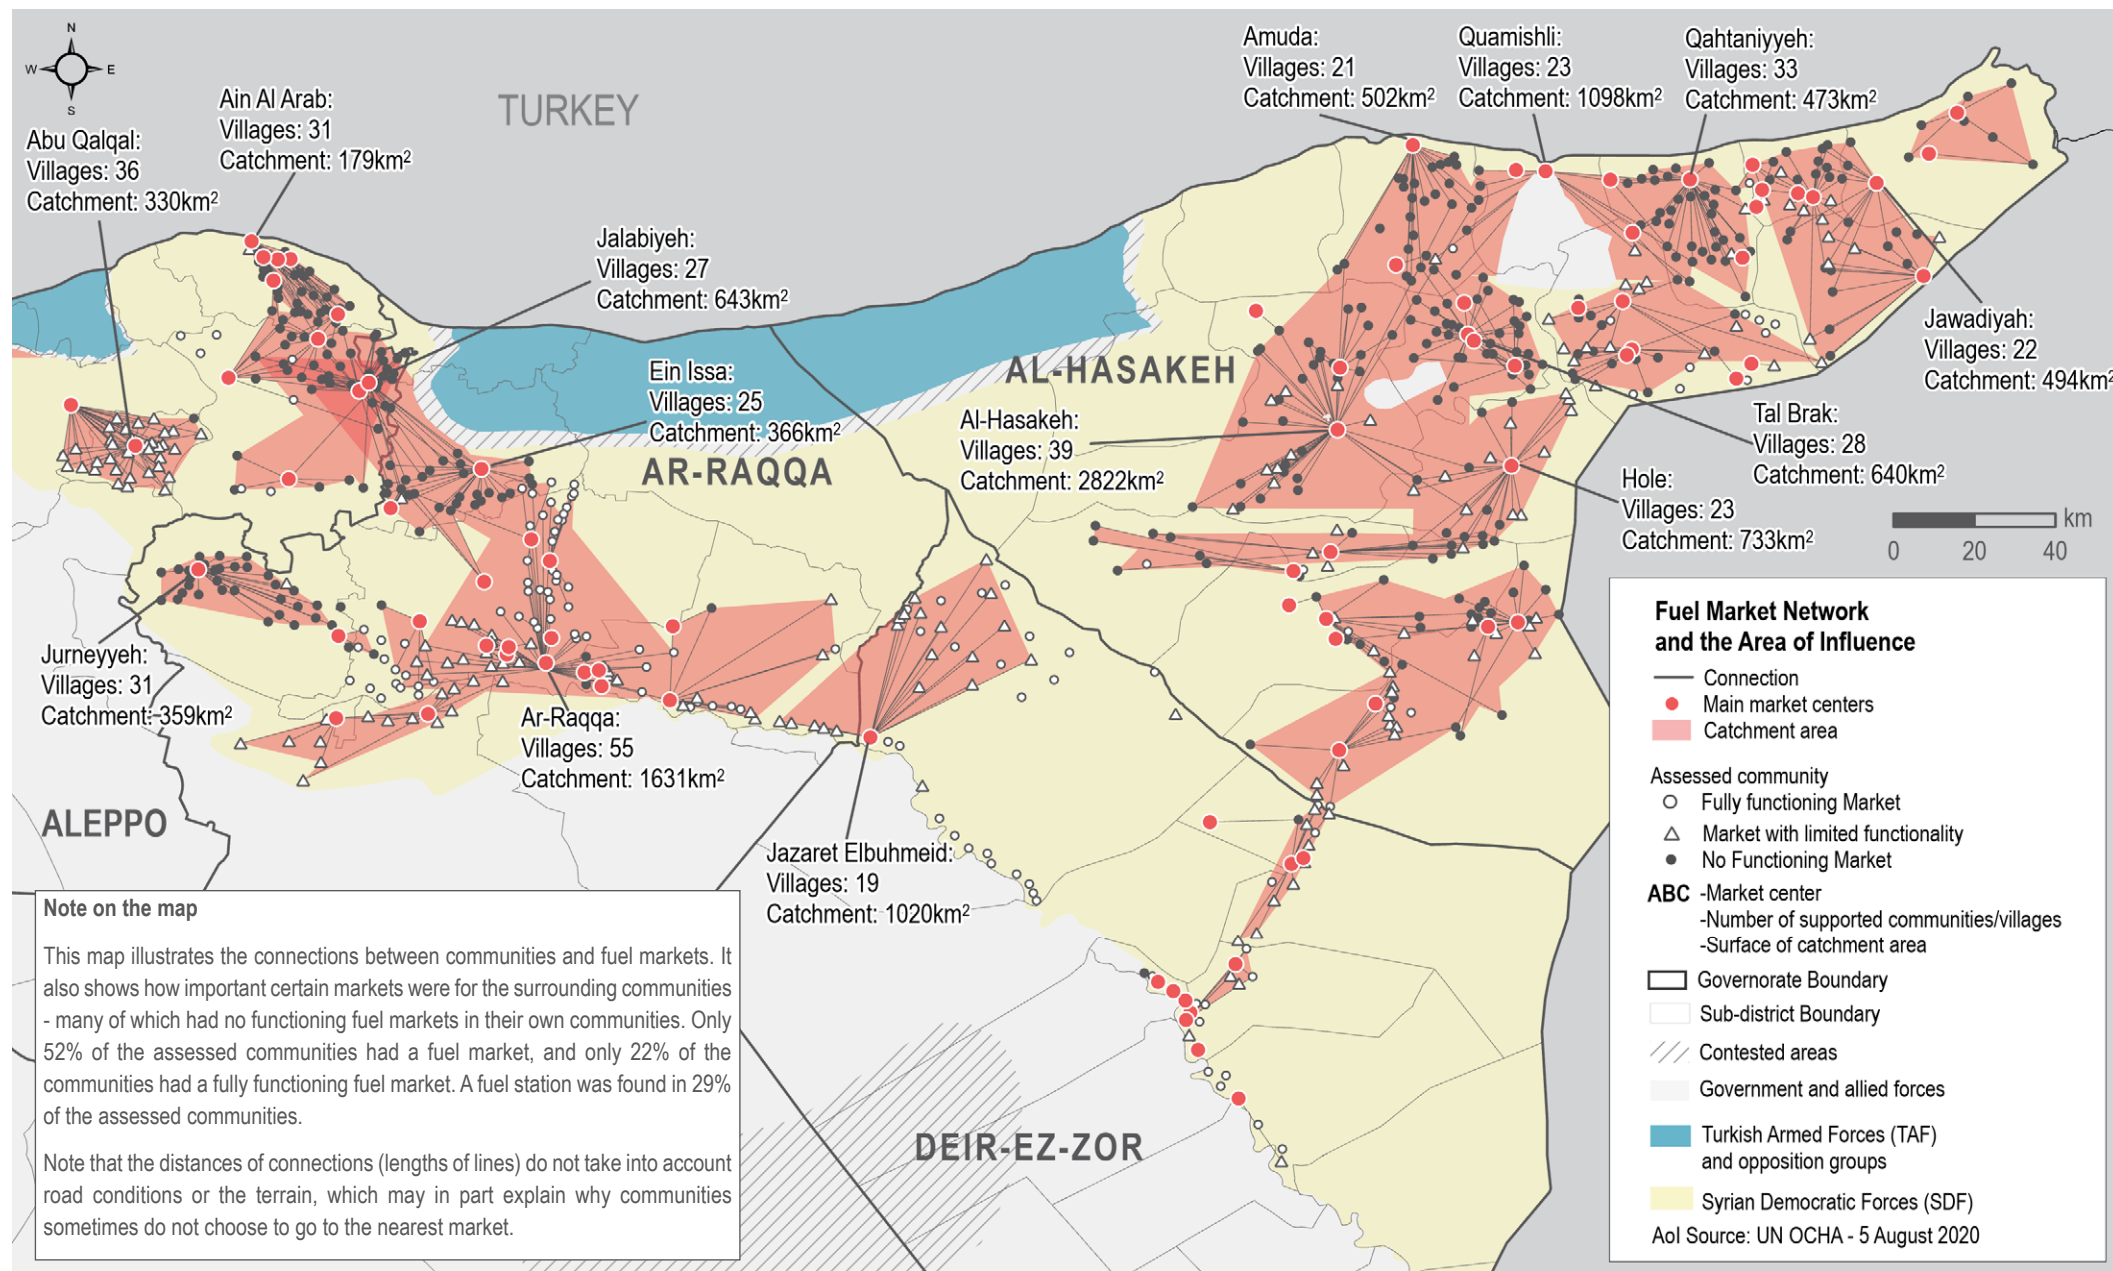 N
W
E
S
TURKEY
Ain Al Arab:
Villages: 31
Catchment: 179km²
Abu Qalqal:
Villages: 36
Catchment: 330km²
Jalabiyeh:
Villages: 27
Catchment: 643km²
Ein Issa:
Villages: 25
Catchment: 366km²
Amuda:
Villages: 21
Catchment: 502km²
Quamishli:
Villages: 23
Catchment: 1098km²
Qahtaniyyeh:
Villages: 33
Catchment: 473km²
Jawadiyah:
Villages: 22
Catchment: 494km²
AL-HASAKEH
AR-RAQQA
Al-Hasakeh:
Villages: 39
Catchment: 2822km²
Tal Brak:
Villages: 28
Catchment: 640km²
Hole:
Villages: 23
Catchment: 733km²
Jurneyyeh:
Villages: 31
Catchment: 359km²
Ar-Raqqa:
Villages: 55
Catchment: 1631km²
Jazaret Elbuhmeid:
Villages: 19
Catchment: 1020km²
ALEPPO
DEIR-EZ-ZOR
km
0 20 40
Fuel Market Network
and the Area of Influence
Connection
Main market centers
Catchment area
Assessed community
Fully functioning Market
Market with limited functionality
No Functioning Market
ABC -Market center
-Number of supported communities/villages
-Surface of catchment area
Governorate Boundary
Sub-district Boundary
Contested areas
Government and allied forces
Turkish Armed Forces (TAF)
and opposition groups
Syrian Democratic Forces (SDF)
AoI Source: UN OCHA - 5 August 2020
Note on the map
This map illustrates the connections between communities and fuel markets. It
also shows how important certain markets were for the surrounding communities
- many of which had no functioning fuel markets in their own communities. Only
52% of the assessed communities had a fuel market, and only 22% of the
communities had a fully functioning fuel market. A fuel station was found in 29%
of the assessed communities.
Note that the distances of connections (lengths of lines) do not take into account
road conditions or the terrain, which may in part explain why communities
sometimes do not choose to go to the nearest market.